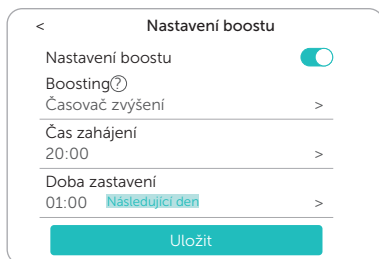 < Nastavení boostu
Nastavení boostu
Boosting?
Časovač zvýšení >
Čas zahájení
20:00 >
Doba zastavení
01:00 Následující den >
Uložit